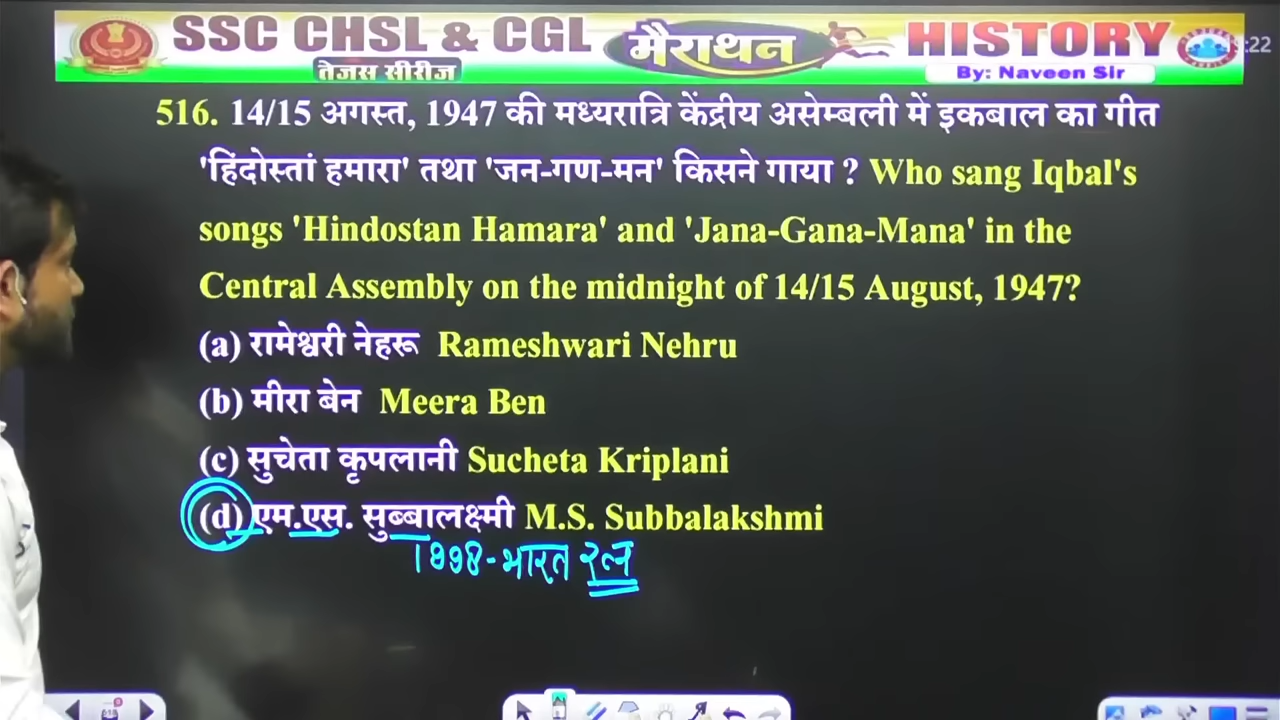 SSC CHSL & CGL मैराथन HISTORY
तेजस सीरीज By: Naveen Sir
516. 14/15 अगस्त, 1947 की मध्यरात्रि केंद्रीय असेम्बली में इकबाल का गीत
'हिंदोस्तां हमारा' तथा 'जन-गण-मन' किसने गाया ? Who sang Iqbal's
songs 'Hindostan Hamara' and 'Jana-Gana-Mana' in the
Central Assembly on the midnight of 14/15 August, 1947?
(a) रामेश्वरी नेहरू Rameshwari Nehru
(b) मीरा बेन Meera Ben
(c) सुचेता कृपलानी Sucheta Kriplani
(d) एम.एस. सुब्बालक्ष्मी M.S. Subbalakshmi
1998-भारत रत्न